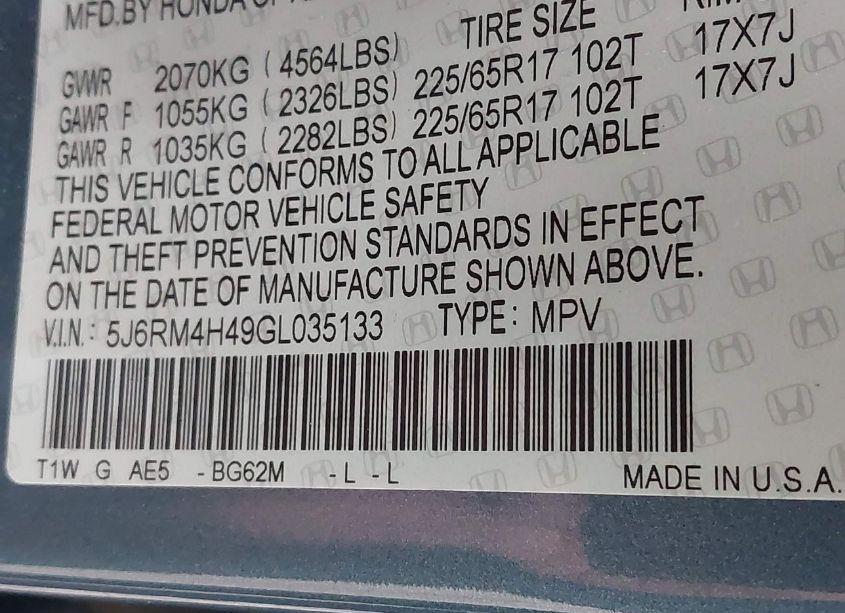 MFD.BY HONDA OF
TIRE SIZE
GVWR 2070KG ( 4564LBS)
GAWR F 1055KG ( 2326LBS) 225/65R17 102T 17X7J
GAWR R 1035KG ( 2282LBS) 225/65R17 102T 17X7J
THIS VEHICLE CONFORMS TO ALL APPLICABLE
FEDERAL MOTOR VEHICLE SAFETY
AND THEFT PREVENTION STANDARDS IN EFFECT
ON THE DATE OF MANUFACTURE SHOWN ABOVE.
V.I.N.: 5J6RM4H49GL035133 TYPE: MPV
T1W G AE5 -BG62M -L -L
MADE IN U.S.A.